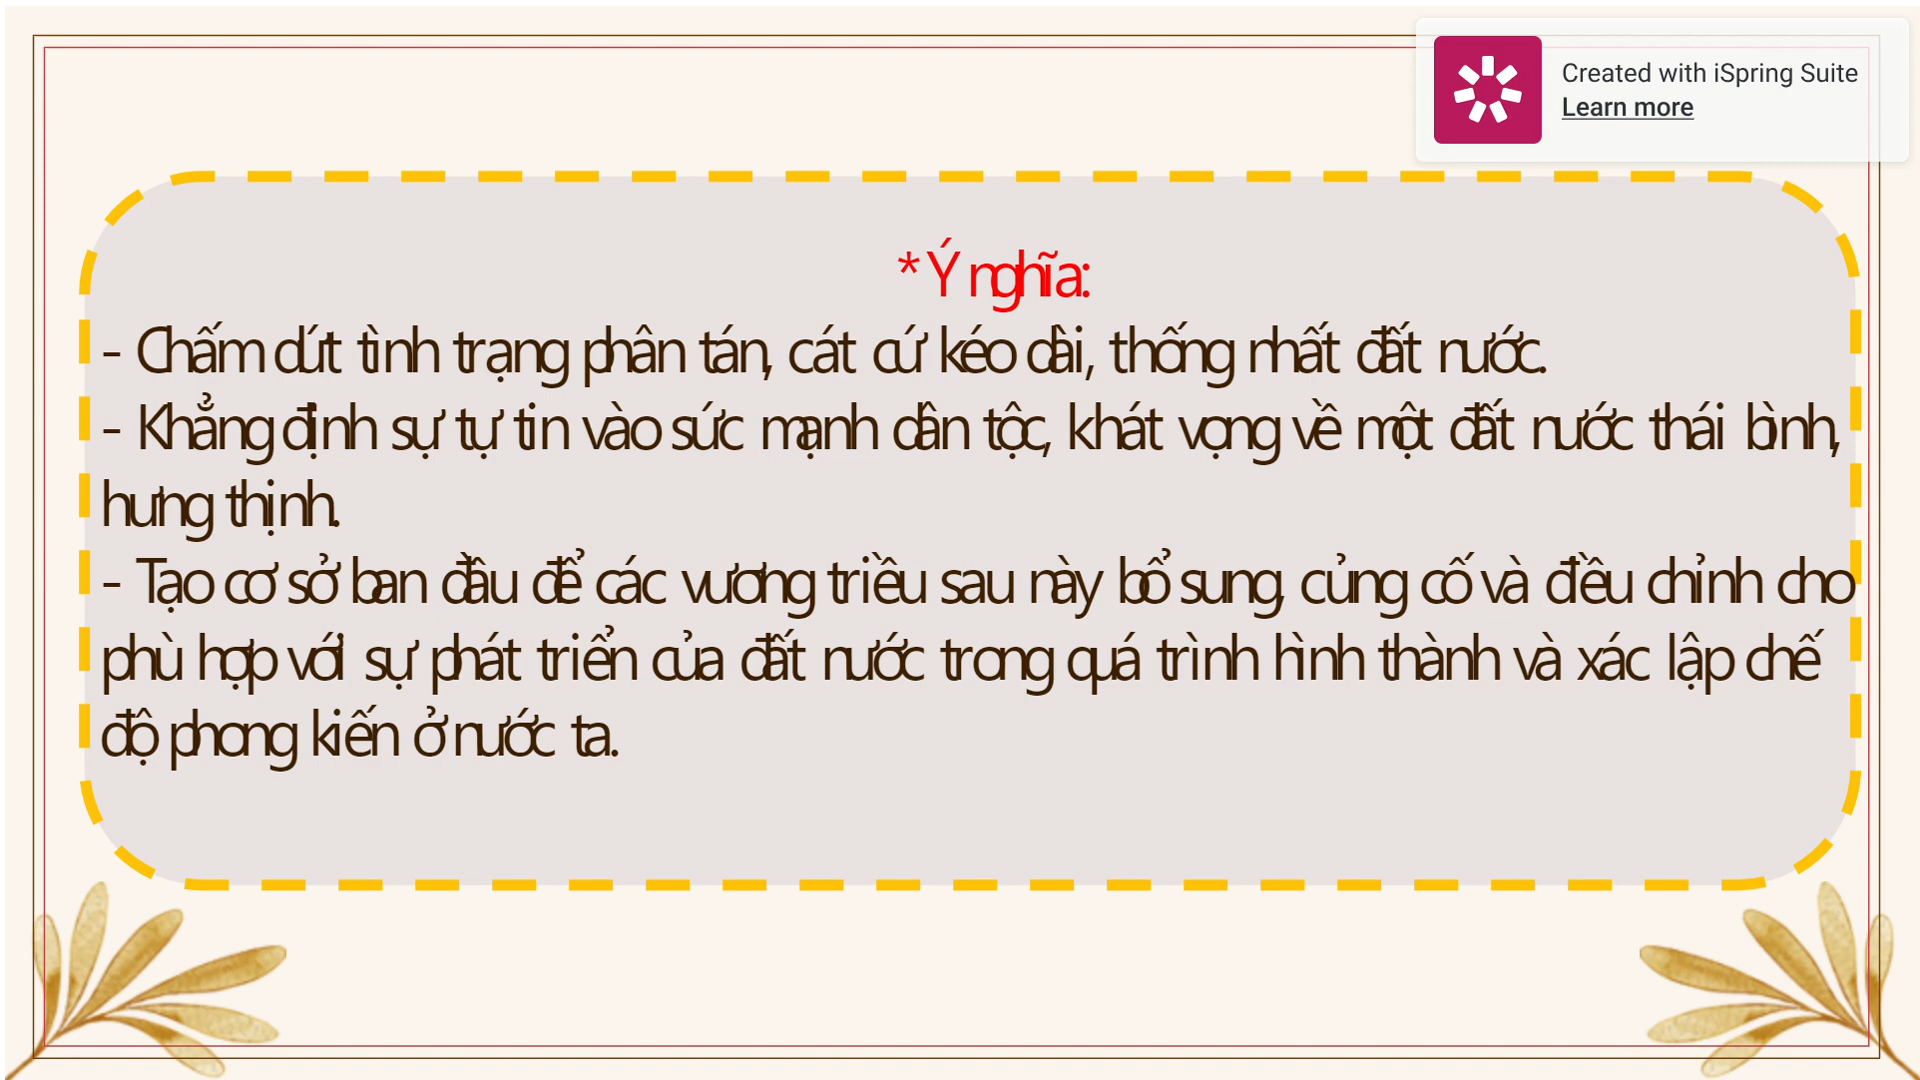 Created with iSpring Suite
Learn more
* Ý nghĩa:
- Chấm dứt tình trạng phân tán, cát cứ kéo dài, thống nhất đất nước.
- Khẳng định sự tự tin vào sức mạnh dân tộc, khát vọng về một đất nước thái bình,
hưng thịnh.
- Tạo cơ sở ban đầu để các vương triều sau này bổ sung, củng cố và điều chỉnh cho
phù hợp với sự phát triển của đất nước trong quá trình hình thành và xác lập chế
độ phong kiến ở nước ta.